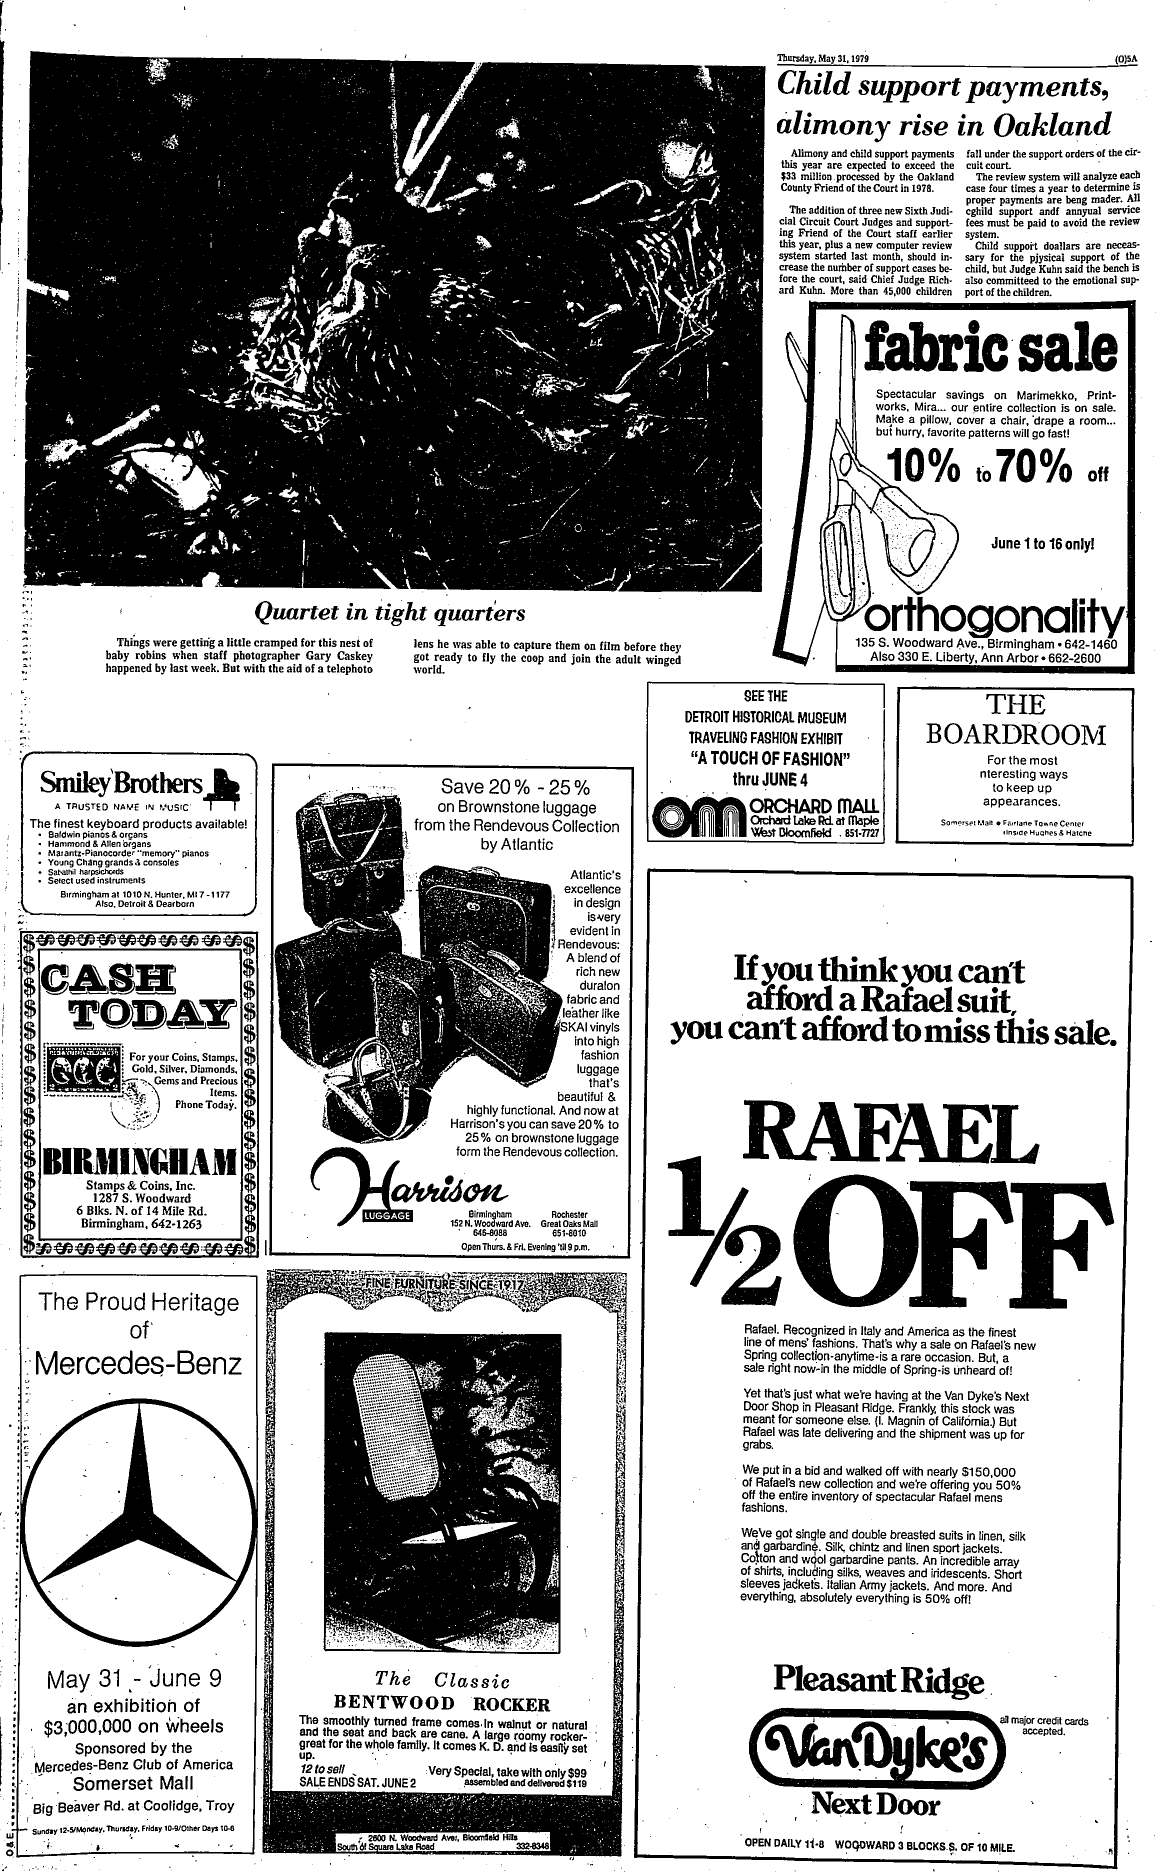 Thursday, May 31, 1979
(O)5A
Child support payments,
alimony rise in Oakland
Alimony and child support payments
this year are expected to exceed the
$33 million processed by the Oakland
County Friend of the Court in 1978.
The addition of three new Sixth Judi-
cial Circuit Court Judges and support-
ing Friend of the Court staff earlier
this year, plus a new computer review
system started last month, should in-
crease the number of support cases be-
fore the court, said Chief Judge Rich-
ard Kuhn. More than 45,000 children
fall under the support orders of the cir-
cuit court.
The review system will analyze each
case four times a year to determine is
proper payments are beng mader. All
cghild support andf annyual service
fees must be paid to avoid the review
system.
Child support doallars are neces-
sary for the pjysical support of the
child, but Judge Kuhn said the bench is
also committeed to the emotional sup-
port of the children.
fabric sale
Spectacular savings on Marimekko, Print-
works, Mira... our entire collection is on sale.
Make a pillow, cover a chair, drape a room...
but hurry, favorite patterns will go fast!
10% to 70% off
June 1 to 16 only!
orthogonality
135 S. Woodward Ave., Birmingham • 642-1460
Also 330 E. Liberty, Ann Arbor • 662-2600
Quartet in tight quarters
Things were getting a little cramped for this nest of
baby robins when staff photographer Gary Caskey
happened by last week. But with the aid of a telephoto
lens he was able to capture them on film before they
got ready to fly the coop and join the adult winged
world.
SEE THE
DETROIT HISTORICAL MUSEUM
TRAVELING FASHION EXHIBIT
"A TOUCH OF FASHION"
thru JUNE 4
om ORCHARD MALL
Orchard Lake Rd. at Maple
West Bloomfield . 851-7727
THE
BOARDROOM
For the most
nteresting ways
to keep up
appearances.
Somerset Mall • Fairlane Towne Center
Inside Hughes & Hatche
Smiley Brothers
A TRUSTED NAME IN MUSIC
The finest keyboard products available!
• Baldwin pianos & organs
• Hammond & Allen organs
• Marantz-Pianocorder "memory" pianos
• Young Chang grands & consoles
• Sabathil harpsichords
• Select used instruments
Birmingham at 1010 N. Hunter, MI 7-1177
Also, Detroit & Dearborn
Save 20% - 25%
on Brownstone luggage
from the Rendevous Collection
by Atlantic
Atlantic's
excellence
in design
is very
evident in
Rendevous:
A blend of
rich new
duralon
fabric and
leather like
SKAI vinyls
into high
fashion
luggage
that's
beautiful &
highly functional. And now at
Harrison's you can save 20% to
25% on brownstone luggage
form the Rendevous collection.
Harrison
LUGGAGE
Birmingham
152 N. Woodward Ave.
646-8088
Rochester
Great Oaks Mall
651-8010
Open Thurs. & Fri. Evening 'til 9 p.m.
CASH
TODAY
For your Coins, Stamps,
Gold, Silver, Diamonds,
Gems and Precious
Items.
Phone Today.
BIRMINGHAM
Stamps & Coins, Inc.
1287 S. Woodward
6 Blks. N. of 14 Mile Rd.
Birmingham, 642-1263
If you think you can't
afford a Rafael suit,
you can't afford to miss this sale.
RAFAEL
1/2 OFF
Rafael. Recognized in Italy and America as the finest
line of mens' fashions. That's why a sale on Rafael's new
Spring collection-anytime-is a rare occasion. But, a
sale right now-in the middle of Spring-is unheard of!
Yet that's just what we're having at the Van Dyke's Next
Door Shop in Pleasant Ridge. Frankly, this stock was
meant for someone else. (I. Magnin of California.) But
Rafael was late delivering and the shipment was up for
grabs.
We put in a bid and walked off with nearly $150,000
of Rafael's new collection and we're offering you 50%
off the entire inventory of spectacular Rafael mens
fashions.
We've got single and double breasted suits in linen, silk
and garbardine. Silk, chintz and linen sport jackets.
Cotton and wool garbardine pants. An incredible array
of shirts, including silks, weaves and iridescents. Short
sleeves jackets. Italian Army jackets. And more. And
everything, absolutely everything is 50% off!
Pleasant Ridge
all major credit cards
accepted.
Van Dyke's
Next Door
OPEN DAILY 11-8 WOODWARD 3 BLOCKS S. OF 10 MILE.
The Proud Heritage
of
Mercedes-Benz
May 31 - June 9
an exhibition of
$3,000,000 on wheels
Sponsored by the
Mercedes-Benz Club of America
Somerset Mall
Big Beaver Rd. at Coolidge, Troy
Sunday 12-5/Monday, Thursday, Friday 10-9/Other Days 10-6
O&E
FINE FURNITURE SINCE 1917
The Classic
BENTWOOD ROCKER
The smoothly turned frame comes in walnut or natural
and the seat and back are cane. A large roomy rocker-
great for the whole family. It comes K. D. and is easily set
up.
12 to sell
SALE ENDS SAT. JUNE 2
Very Special, take with only $99
assembled and delivered $119
2600 N. Woodward Ave., Bloomfield Hills
South of Square Lake Road 332-8348